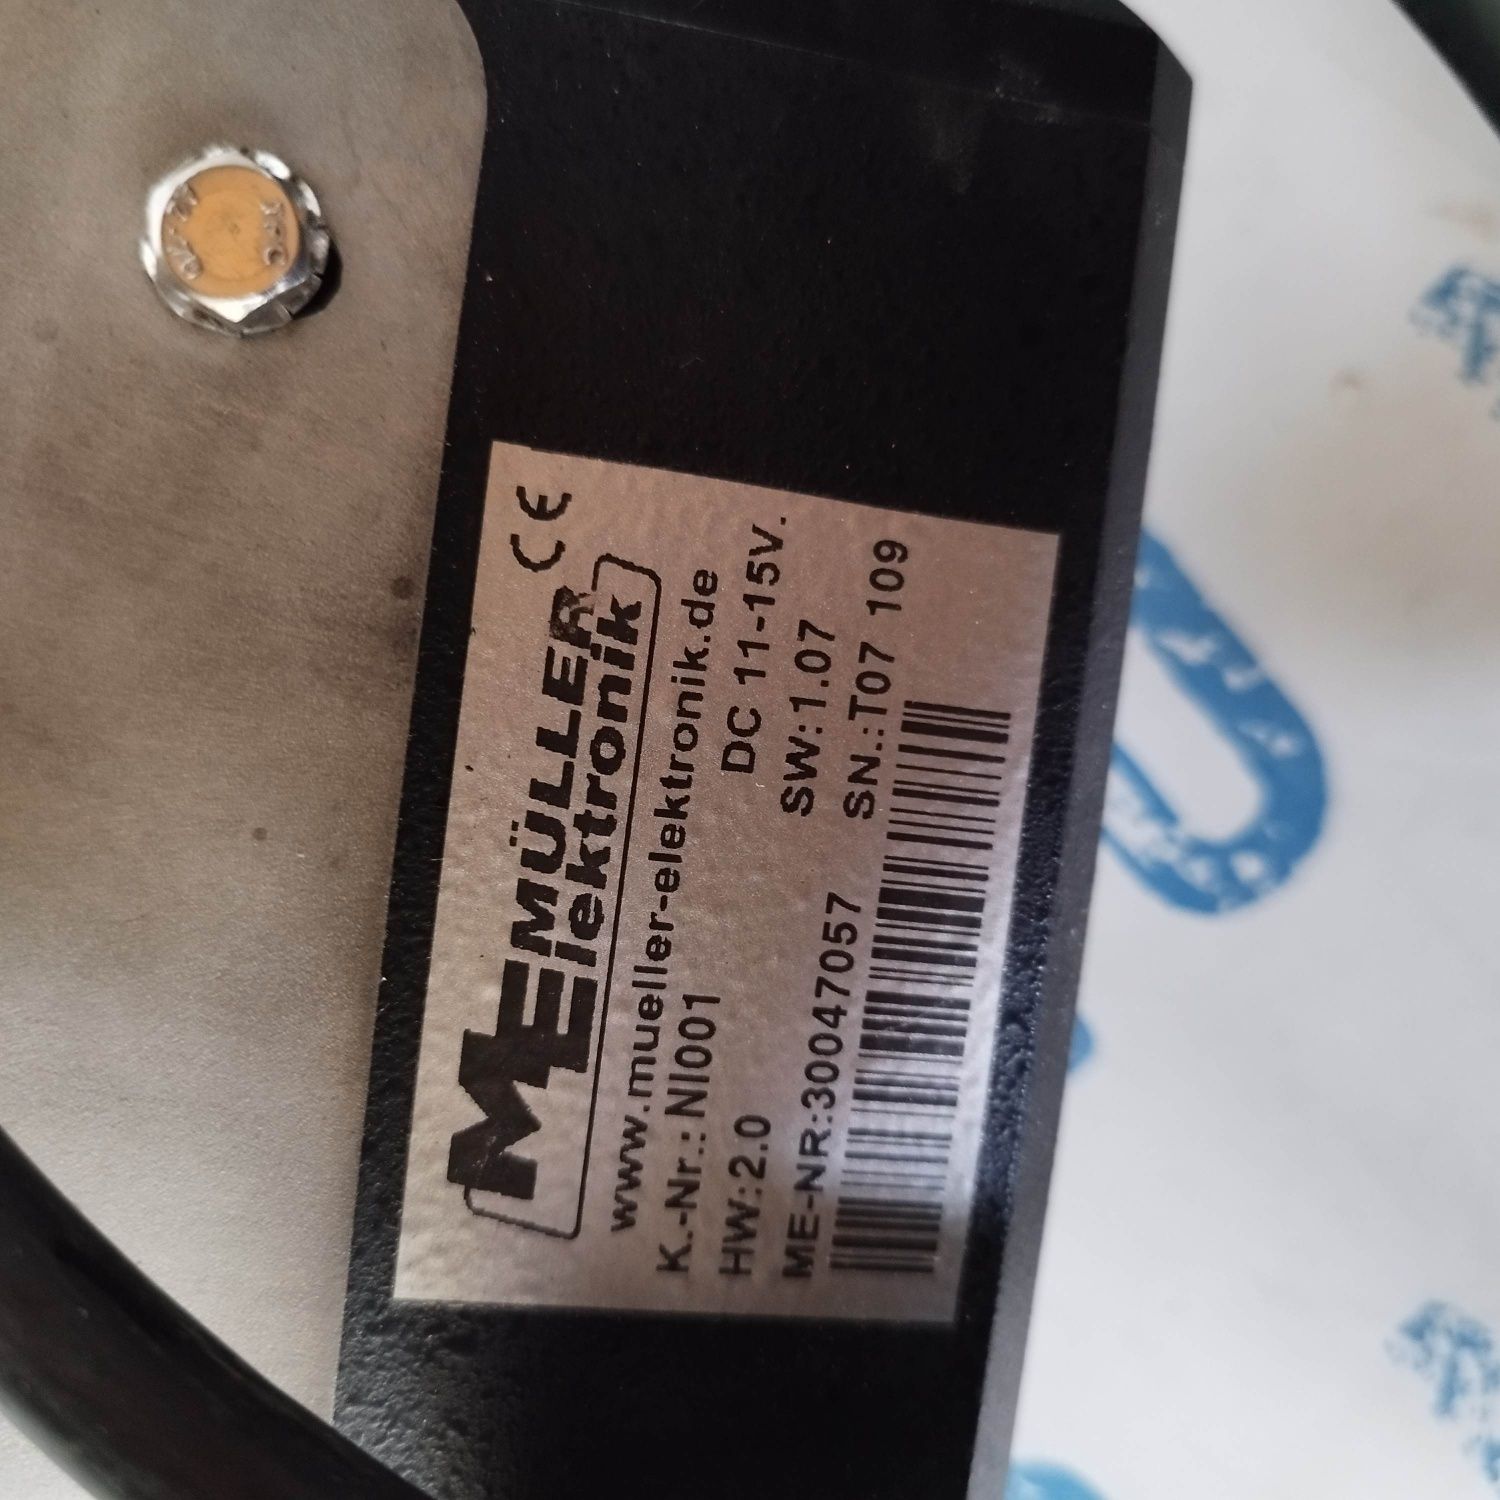 CE
MÜLLER
Elektronik
www.mueller-elektronik.de
K.-Nr.: NI001
DC 11-15V.
HW:2.0
SW:1.07
ME-NR:30047057
SN.:T07 109